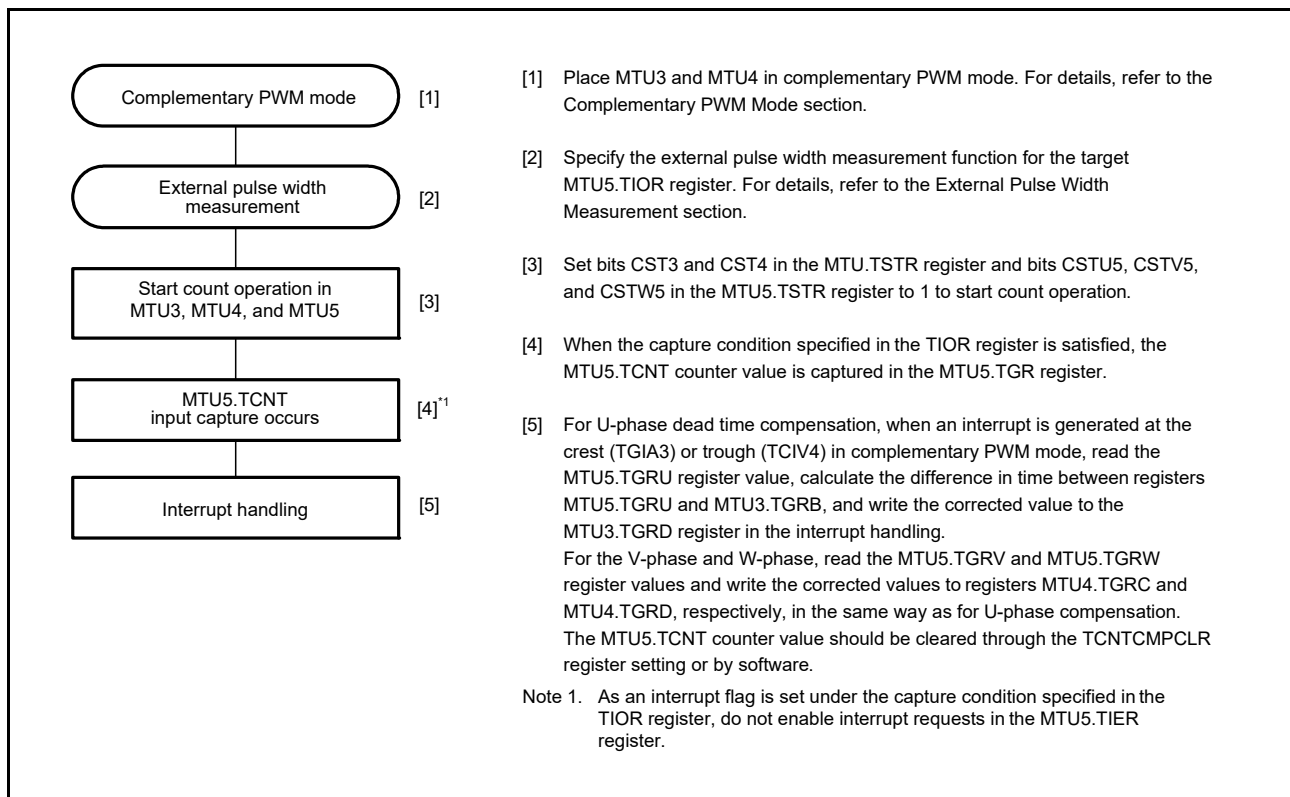 Complementary PWM mode
[1]
External pulse width
measurement
[2]
Start count operation in
MTU3, MTU4, and MTU5
[3]
MTU5.TCNT
input capture occurs
[4]*1
Interrupt handling
[5]
[1] Place MTU3 and MTU4 in complementary PWM mode. For details, refer to the
Complementary PWM Mode section.
[2] Specify the external pulse width measurement function for the target
MTU5.TIOR register. For details, refer to the External Pulse Width
Measurement section.
[3] Set bits CST3 and CST4 in the MTU.TSTR register and bits CSTU5, CSTV5,
and CSTW5 in the MTU5.TSTR register to 1 to start count operation.
[4] When the capture condition specified in the TIOR register is satisfied, the
MTU5.TCNT counter value is captured in the MTU5.TGR register.
[5] For U-phase dead time compensation, when an interrupt is generated at the
crest (TGIA3) or trough (TCIV4) in complementary PWM mode, read the
MTU5.TGRU register value, calculate the difference in time between registers
MTU5.TGRU and MTU3.TGRB, and write the corrected value to the
MTU3.TGRD register in the interrupt handling.
For the V-phase and W-phase, read the MTU5.TGRV and MTU5.TGRW
register values and write the corrected values to registers MTU4.TGRC and
MTU4.TGRD, respectively, in the same way as for U-phase compensation.
The MTU5.TCNT counter value should be cleared through the TCNTCMPCLR
register setting or by software.
Note 1. As an interrupt flag is set under the capture condition specified in the
TIOR register, do not enable interrupt requests in the MTU5.TIER
register.